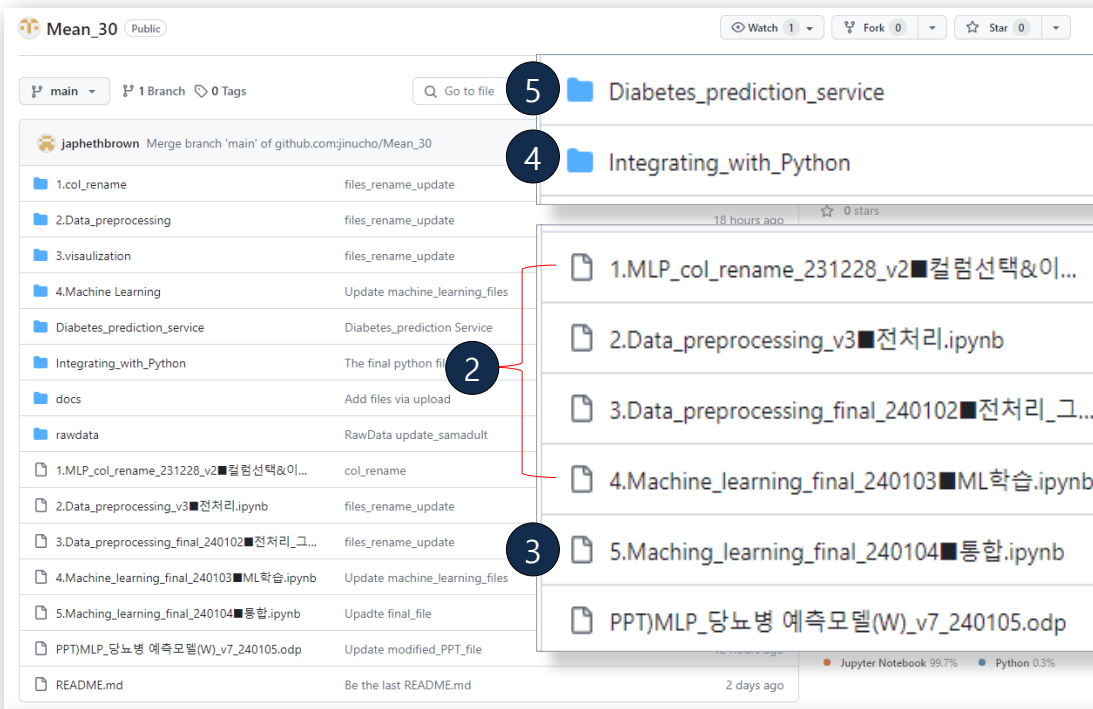 Mean_30 Public
Watch 1 Fork 0 Star 0
main 1 Branch 0 Tags Go to file
japhethbrown Merge branch 'main' of github.com:jinucho/Mean_30
1.col_rename files_rename_update
2.Data_preprocessing files_rename_update 18 hours ago
3.visaulization files_rename_update
4.Machine Learning Update machine_learning_files
Diabetes_prediction_service Diabetes_prediction Service
Integrating_with_Python The final python
docs Add files via upload
rawdata RawData update_samadult
1.MLP_col_rename_231228_v2■컬럼선택&이... col_rename
2.Data_preprocessing_v3■전처리.ipynb files_rename_update
3.Data_preprocessing_final_240102■전처리_그... files_rename_update
4.Machine_learning_final_240103■ML학습.ipynb Update machine_learning_files
5.Maching_learning_final_240104■통합.ipynb Upadte final_file
PPT)MLP_당뇨병 예측모델(W)_v7_240105.odp Update modified_PPT_file
README.md Be the last README.md 2 days ago
5 Diabetes_prediction_service
4 Integrating_with_Python
0 stars
2
1.MLP_col_rename_231228_v2■컬럼선택&이...
2.Data_preprocessing_v3■전처리.ipynb
3.Data_preprocessing_final_240102■전처리_그...
4.Machine_learning_final_240103■ML학습.ipynb
3 5.Maching_learning_final_240104■통합.ipynb
PPT)MLP_당뇨병 예측모델(W)_v7_240105.odp
Jupyter Notebook 99.7% Python 0.3%